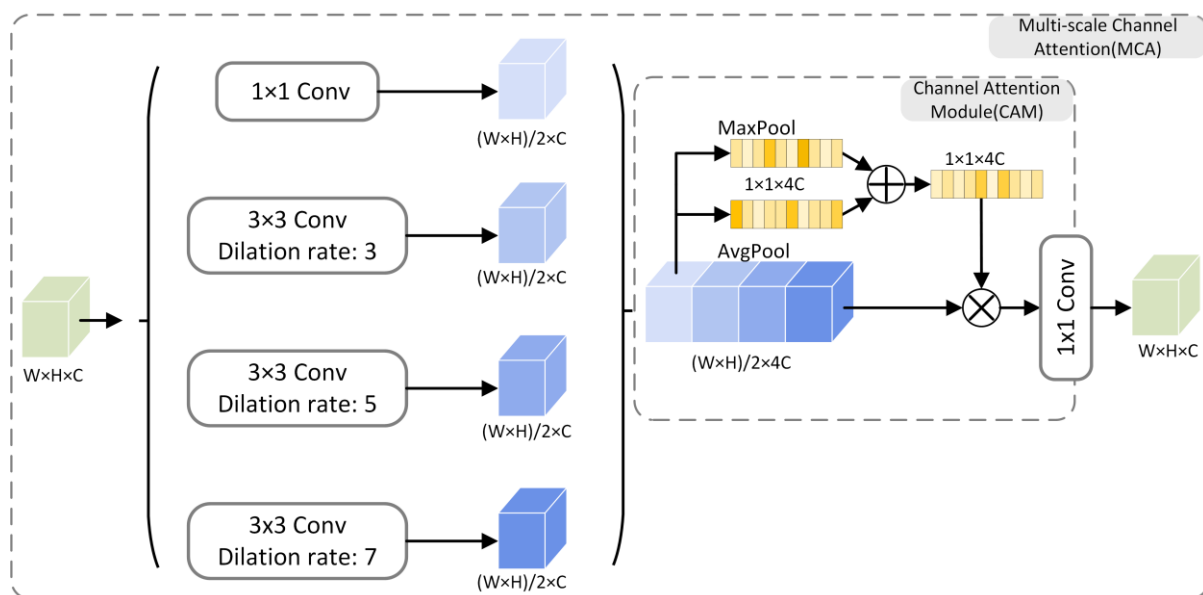 Multi-scale Channel
Attention(MCA)
Channel Attention
Module(CAM)
1×1 Conv
(W×H)/2×C
3×3 Conv
Dilation rate: 3
(W×H)/2×C
W×H×C
3×3 Conv
Dilation rate: 5
(W×H)/2×C
3x3 Conv
Dilation rate: 7
(W×H)/2×C
MaxPool
1×1×4C
1×1×4C
AvgPool
(W×H)/2×4C
1x1 Conv
W×H×C